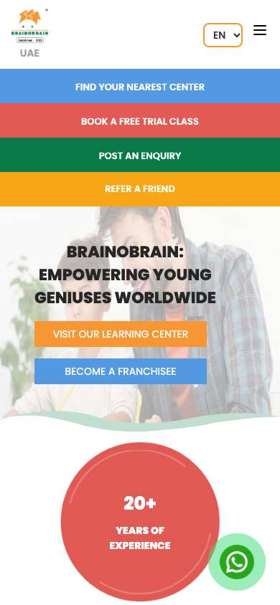 BRAINOBRAIN
UAE
EN
FIND YOUR NEAREST CENTER
BOOK A FREE TRIAL CLASS
POST AN ENQUIRY
REFER A FRIEND
BRAINOBRAIN:
EMPOWERING YOUNG
GENIUSES WORLDWIDE
VISIT OUR LEARNING CENTER
BECOME A FRANCHISEE
20+
YEARS OF
EXPERIENCE